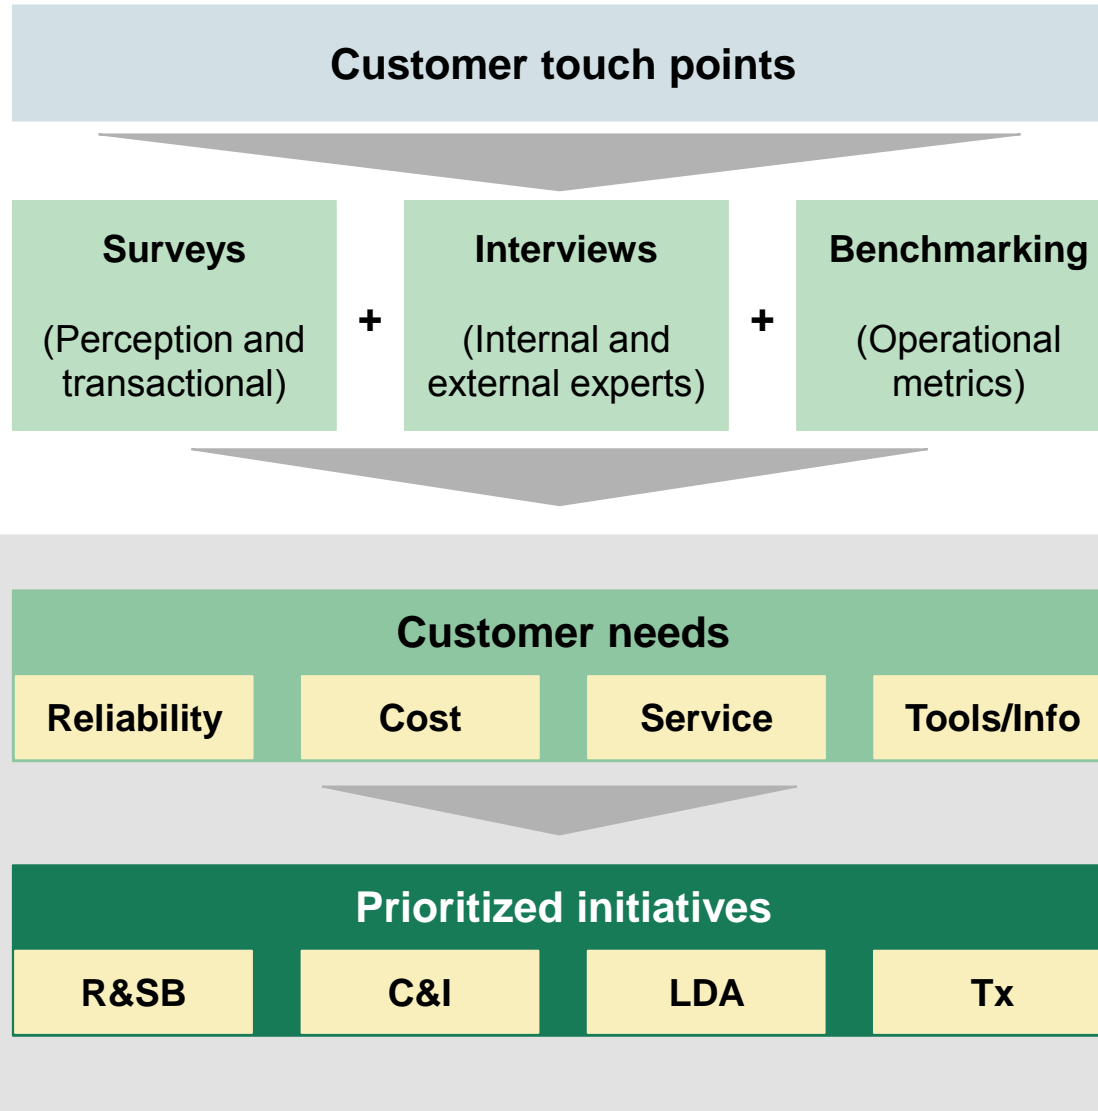 Customer touch points
Surveys
(Perception and
transactional)
+
Interviews
(Internal and
external experts)
+
Benchmarking
(Operational
metrics)
Customer needs
Reliability
Cost
Service
Tools/Info
Prioritized initiatives
R&SB
C&I
LDA
Tx